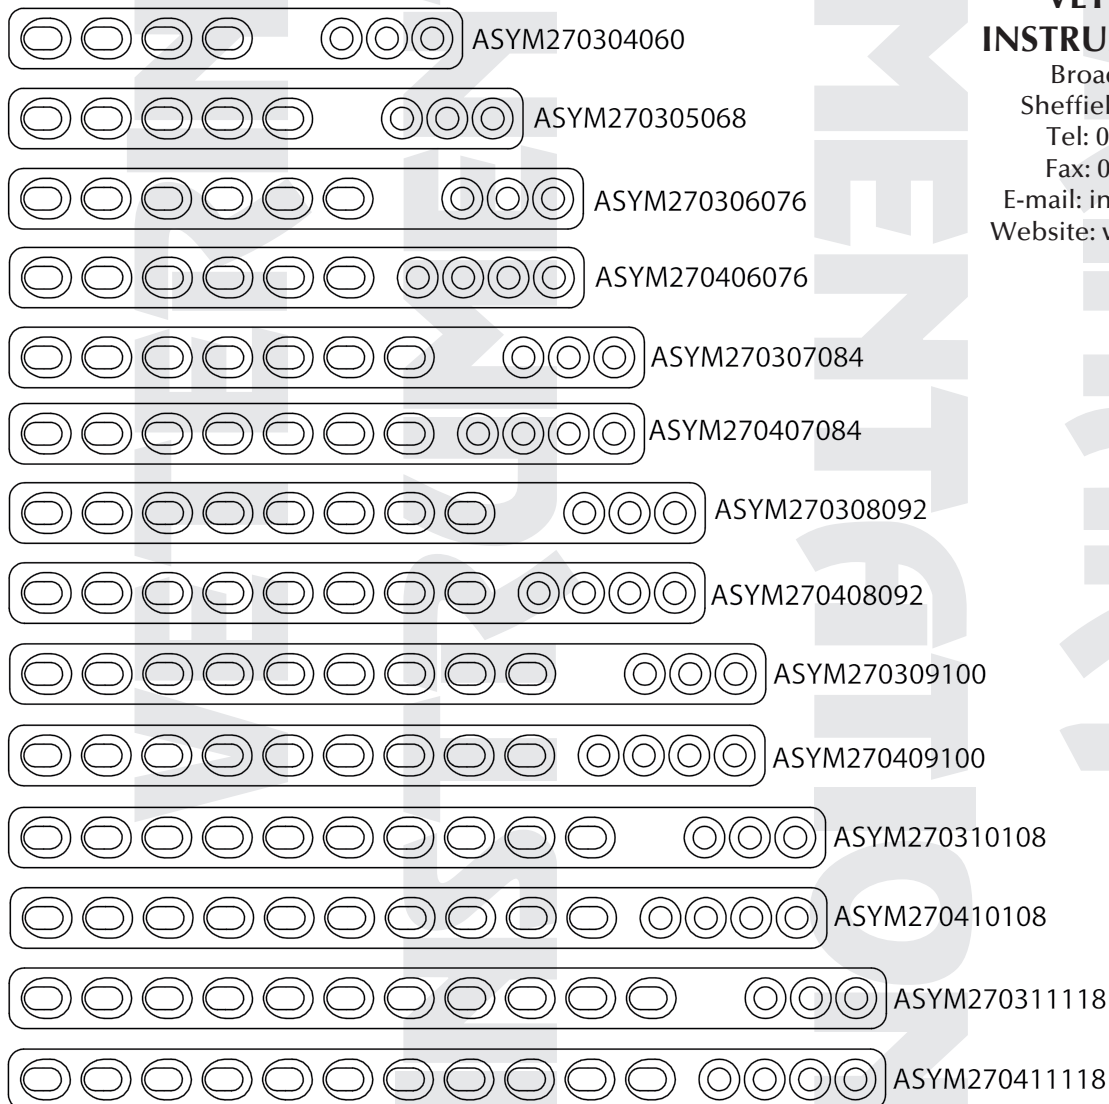 VET
INSTRU
Broad
Sheffiel
Tel: 0
Fax: 0
E-mail: in
Website: v
ASYM270304060
ASYM270305068
ASYM270306076
ASYM270406076
ASYM270307084
ASYM270407084
ASYM270308092
ASYM270408092
ASYM270309100
ASYM270409100
ASYM270310108
ASYM270410108
ASYM270311118
ASYM270411118